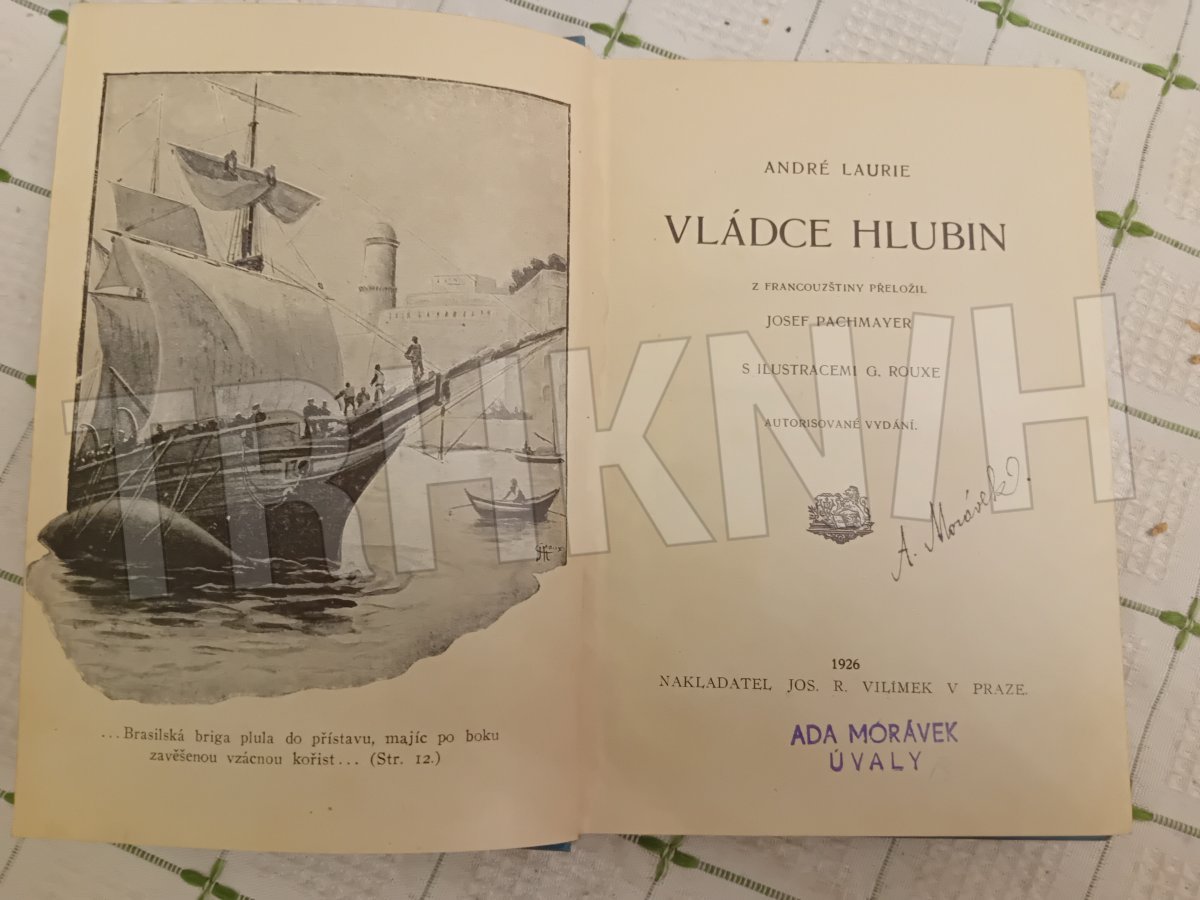 ...Brasilská briga plula do přístavu, majíc po boku
zavěšenou vzácnou kořist... (Str. 12.)
ANDRÉ LAURIE
VLÁDCE HLUBIN
Z FRANCOUZŠTINY PŘELOŽIL
JOSEF PACHMAYER
S ILUSTRACEMI G. ROUXE
AUTORISOVANÉ VYDÁNÍ.
A. Morávek
1926
NAKLADATEL JOS. R. VILÍMEK V PRAZE.
ADA MORÁVEK
ÚVALY
TRHKNIH